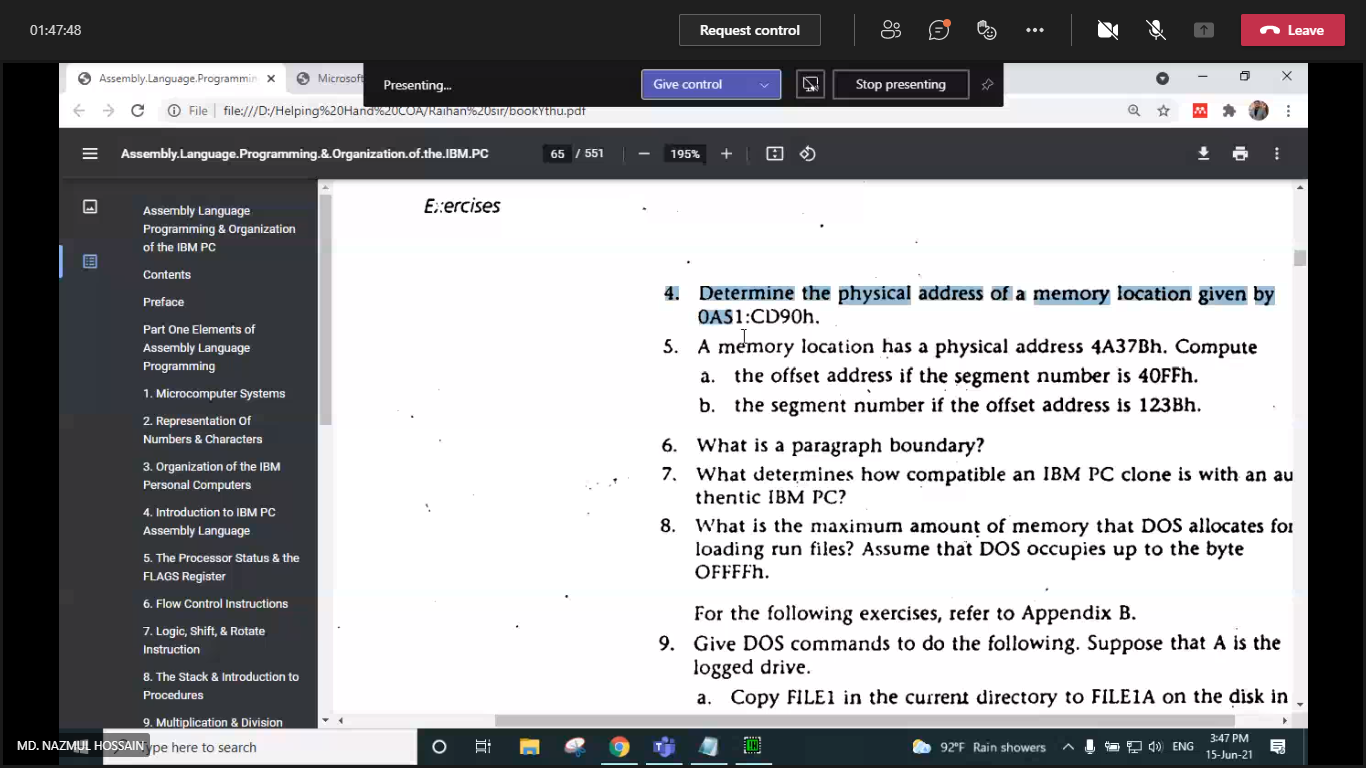 01:47:48
Request control
Leave
Assembly.Language.Programmin
Microsof
Presenting...
Give control
Stop presenting
File
file:///D:/Helping%20Hand%20COA/Raihan%20sir/bookYthu.pdf
Assembly.Language.Programming.&.Organization.of.the.IBM.PC
65 / 551
195%
Assembly Language
Programming & Organization
of the IBM PC
Contents
Preface
Part One Elements of
Assembly Language
Programming
1. Microcomputer Systems
2. Representation Of
Numbers & Characters
3. Organization of the IBM
Personal Computers
4. Introduction to IBM PC
Assembly Language
5. The Processor Status & the
FLAGS Register
6. Flow Control Instructions
7. Logic, Shift, & Rotate
Instruction
8. The Stack & Introduction to
Procedures
9. Multiplication & Division
Exercises
4. Determine the physical address of a memory location given by
0A51:CD90h.
5. A memory location has a physical address 4A37Bh. Compute
a. the offset address if the segment number is 40FFh.
b. the segment number if the offset address is 123Bh.
6. What is a paragraph boundary?
7. What determines how compatible an IBM PC clone is with an au
thentic IBM PC?
8. What is the maximum amount of memory that DOS allocates for
loading run files? Assume that DOS occupies up to the byte
OFFFFh.
For the following exercises, refer to Appendix B.
9. Give DOS commands to do the following. Suppose that A is the
logged drive.
a. Copy FILE1 in the current directory to FILE1A on the disk in
MD. NAZMUL HOSSAIN
ype here to search
92°F Rain showers
ENG
3:47 PM
15-Jun-21